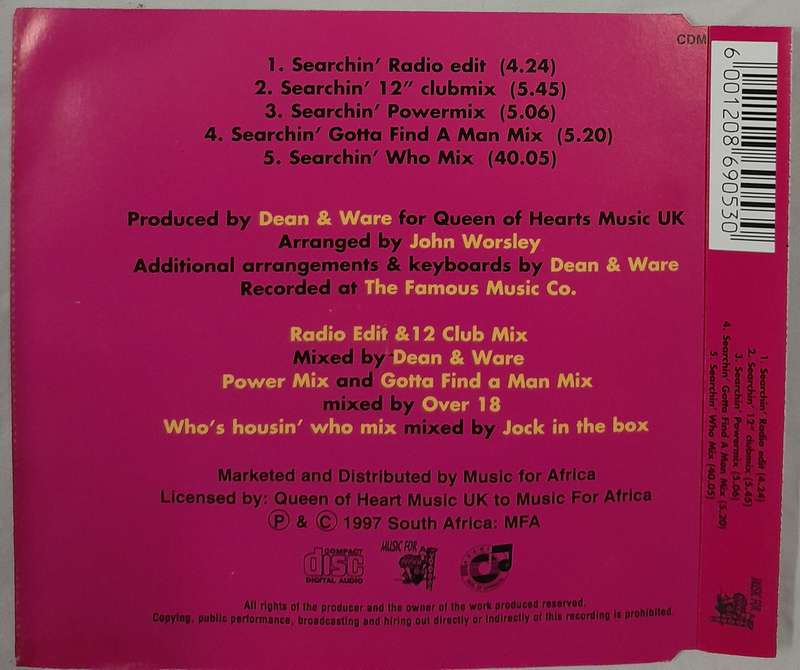 CDM
1. Searchin' Radio edit (4.24)
2. Searchin' 12" clubmix (5.45)
3. Searchin' Powermix (5.06)
4. Searchin' Gotta Find A Man Mix (5.20)
5. Searchin' Who Mix (40.05)
Produced by Dean & Ware for Queen of Hearts Music UK
Arranged by John Worsley
Additional arrangements & keyboards by Dean & Ware
Recorded at The Famous Music Co.
Radio Edit &12 Club Mix
Mixed by Dean & Ware
Power Mix and Gotta Find a Man Mix
mixed by Over 18
Who's housin' who mix mixed by Jock in the box
Marketed and Distributed by Music for Africa
Licensed by: Queen of Heart Music UK to Music For Africa
Ⓟ & © 1997 South Africa: MFA
COMPACT
disc
DIGITAL AUDIO
MUSIC FOR
All rights of the producer and the owner of the work produced reserved.
Copying, public performance, broadcasting and hiring out directly or indirectly of this recording is prohibited.
6 001208 690530
1. Searchin' Radio edit (4.24)
2. Searchin' 12" clubmix (5.45)
3. Searchin' Powermix (5.06)
4. Searchin' Gotta Find A Man Mix (5.20)
5. Searchin' Who Mix (40.05)
MUSIC FOR